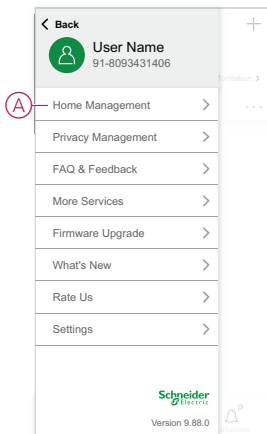 Back
User Name
91-8093431406
A
Home Management
Privacy Management
FAQ & Feedback
More Services
Firmware Upgrade
What's New
Rate Us
Settings
Schneider
Electric
Version 9.88.0